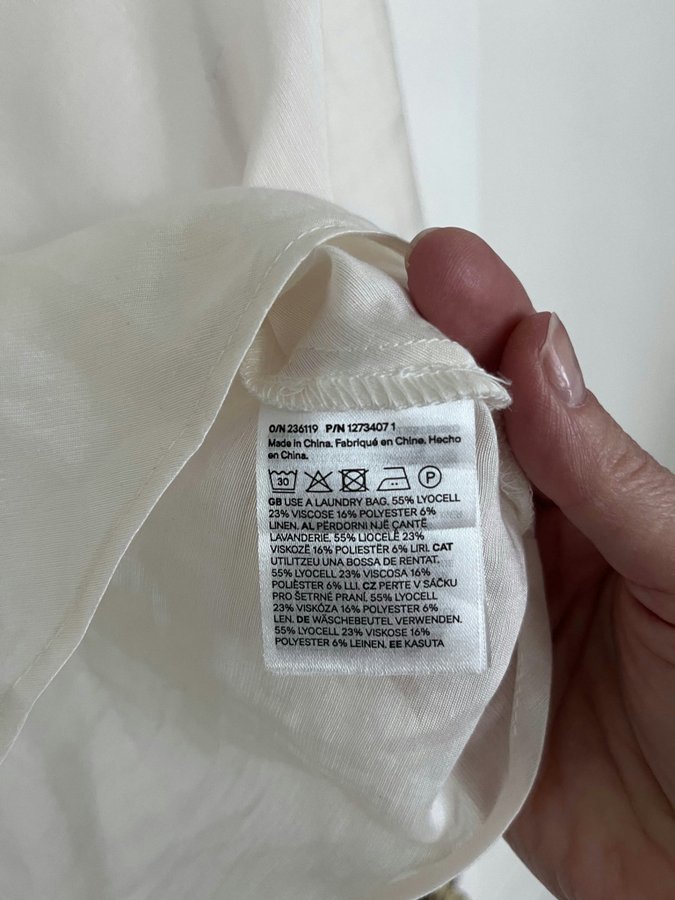 O/N 236119 P/N 1273407 1
Made in China. Fabriqué en Chine. Hecho
en China.
30 P
GB USE A LAUNDRY BAG. 55% LYOCELL
23% VISCOSE 16% POLYESTER 6%
LINEN. AL PËRDORNI NJË ÇANTË
LAVANDERIE. 55% LIOCELË 23%
VISKOZË 16% POLIESTËR 6% LIRI. CAT
UTILITZEU UNA BOSSA DE RENTAT.
55% LYOCELL 23% VISCOSA 16%
POLIÈSTER 6% LLI. CZ PERTE V SÁČKU
PRO ŠETRNÉ PRANÍ. 55% LYOCELL
23% VISKÓZA 16% POLYESTER 6%
LEN. DE WÄSCHEBEUTEL VERWENDEN.
55% LYOCELL 23% VISKOSE 16%
POLYESTER 6% LEINEN. EE KASUTA